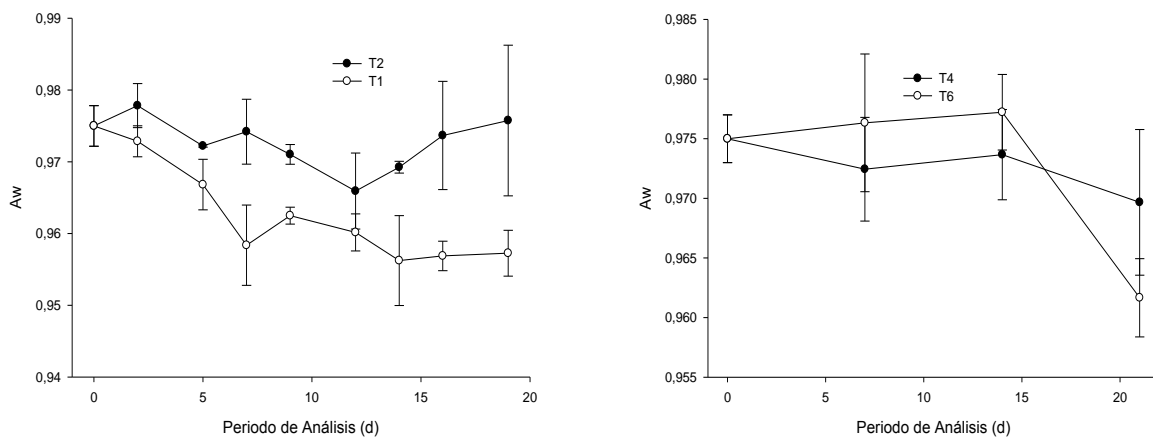 0,99
0,98
0,97
0,96
0,95
0,94
Aw
T2
T1
0 5 10 15 20
Periodo de Análisis (d)
0,985
0,980
0,975
0,970
0,965
0,960
0,955
Aw
T4
T6
0 5 10 15 20
Periodo de Análisis (d)